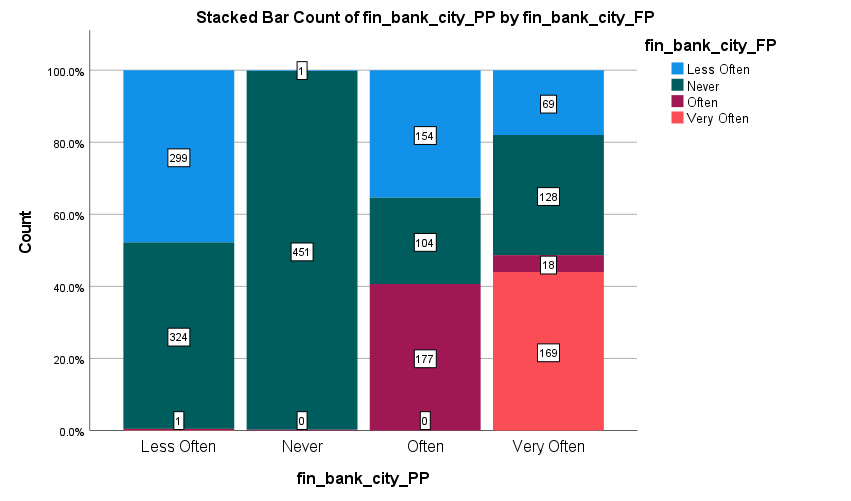 Stacked Bar Count of fin_bank_city_PP by fin_bank_city_FP
fin_bank_city_FP
Less Often
Never
Often
Very Often
Count
100.0%
80.0%
60.0%
40.0%
20.0%
0.0%
299
324
1
1
451
0
154
104
177
0
69
128
18
169
Less Often
Never
Often
Very Often
fin_bank_city_PP